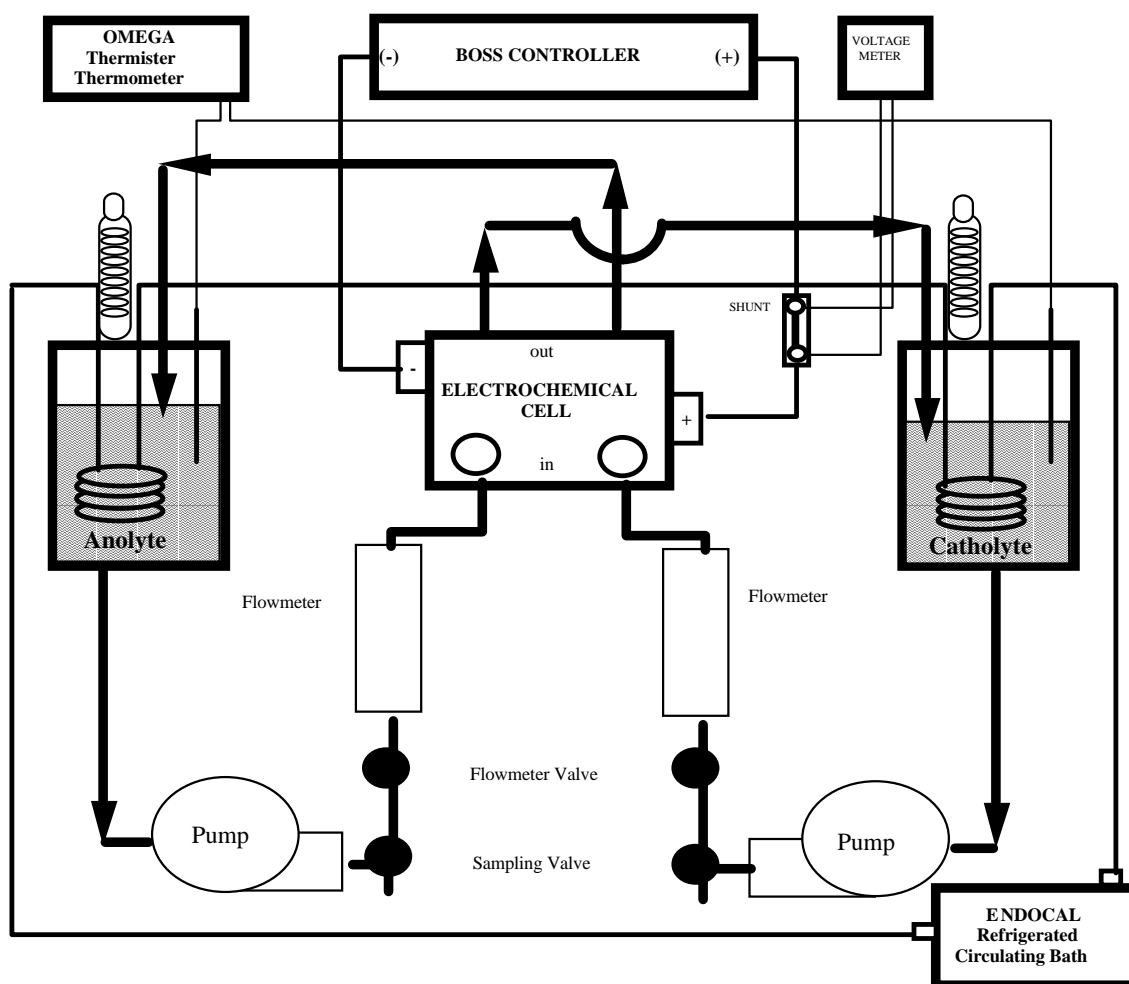 OMEGA
Thermister
Thermometer
(-) BOSS CONTROLLER (+)
VOLTAGE
METER
SHUNT
out
-
ELECTROCHEMICAL
CELL
+
in
Anolyte
Catholyte
Flowmeter
Flowmeter
Flowmeter Valve
Pump
Pump
Sampling Valve
ENDOCAL
Refrigerated
Circulating Bath